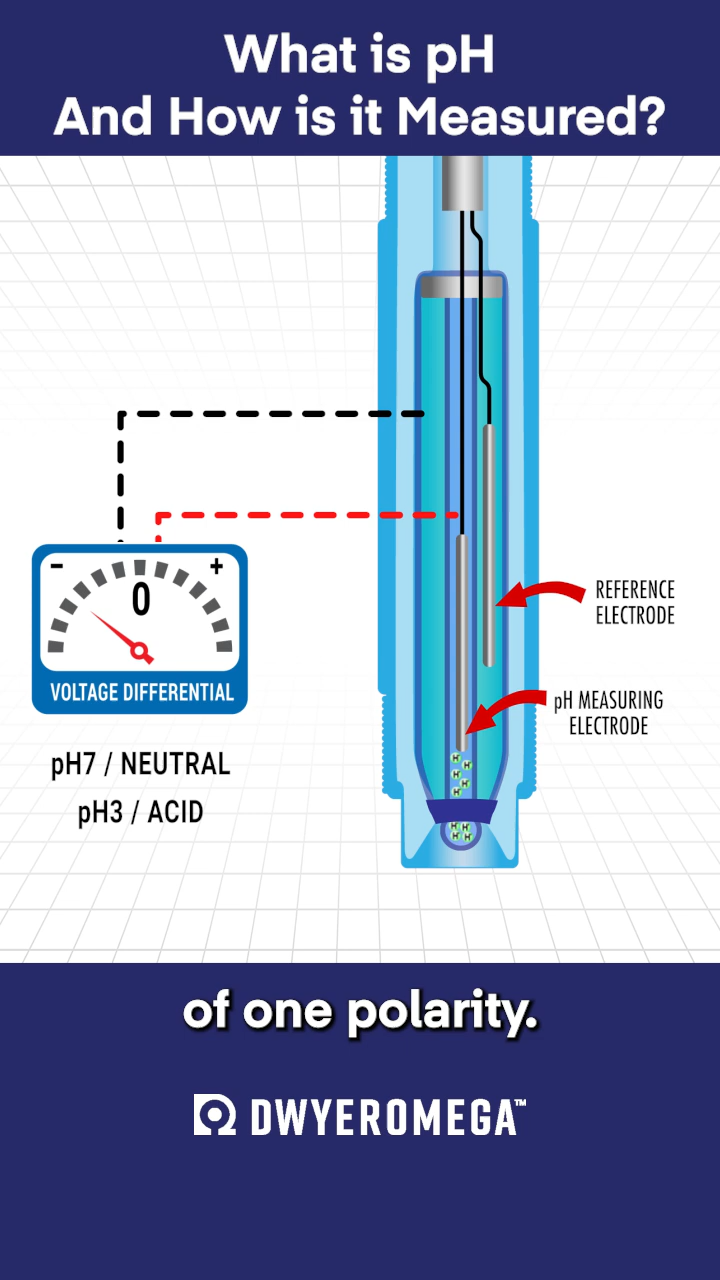 What is pH
And How is it Measured?
− +
0
VOLTAGE DIFFERENTIAL
REFERENCE
ELECTRODE
pH MEASURING
ELECTRODE
pH7 / NEUTRAL
pH3 / ACID
H H
H
H
H
H H
H H
of one polarity.
DWYEROMEGA™